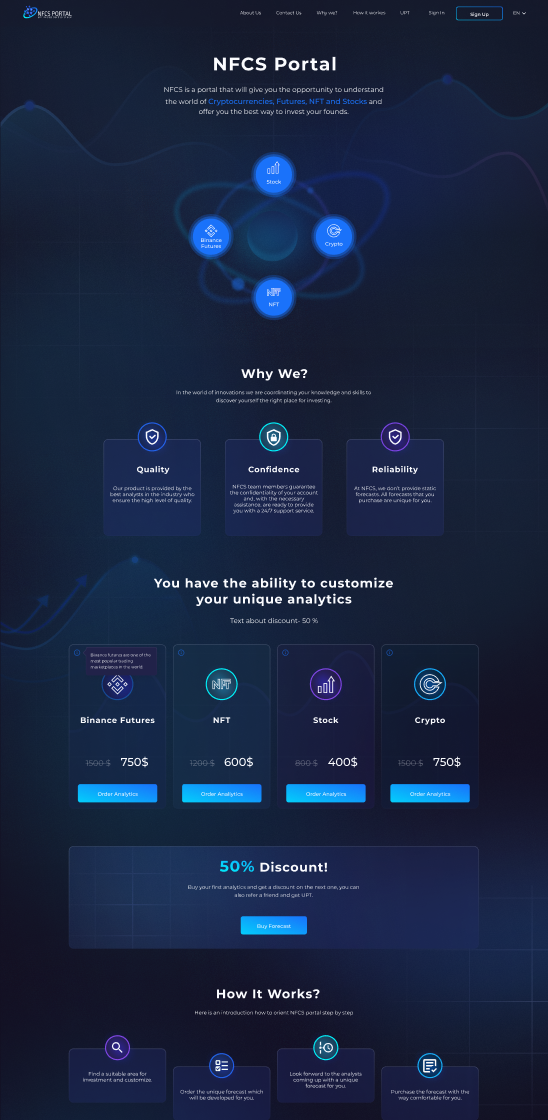 NFCS PORTAL
About Us Contact Us Why we? How it workes UPT Sign In Sign Up EN
NFCS Portal
NFCS is a portal that will give you the opportunity to understand
the world of Cryptocurrencies, Futures, NFT and Stocks and
offer you the best way to invest your founds.
Stock
Binance
Futures
Crypto
NFT
Why We?
In the world of innovations we are coordinating your knowledge and skills to
discover yourself the right place for investing.
Quality
Our product is provided by the
best analysts in the industry who
ensure the high level of quality.
Confidence
NFCS team members guarantee
the confidentiality of your account
and, with the necessary
assistance, are ready to provide
you with a 24/7 support service.
Reliability
At NFCS, we don't provide static
forecasts. All forecasts that you
purchase are unique for you.
You have the ability to customize
your unique analytics
Text about discount- 50 %
Binance futures are one of the
most popular trading
marketplaces in the world.
Binance Futures
1500 $ 750$
Order Analytics
NFT
NFT
1200 $ 600$
Order Analytics
Stock
800 $ 400$
Order Analytics
Crypto
1500 $ 750$
Order Analytics
50% Discount!
Buy your first analytics and get a discount on the next one, you can
also refer a friend and get UPT.
Buy Forecast
How It Works?
Here is an introduction how to orient NFCS portal step by step
Find a suitable area for
investment and customize.
Order the unique forecast which
will be developed for you.
Look forward to the analysts
coming up with a unique
forecast for you.
Purchase the forecast with the
way comfortable for you.